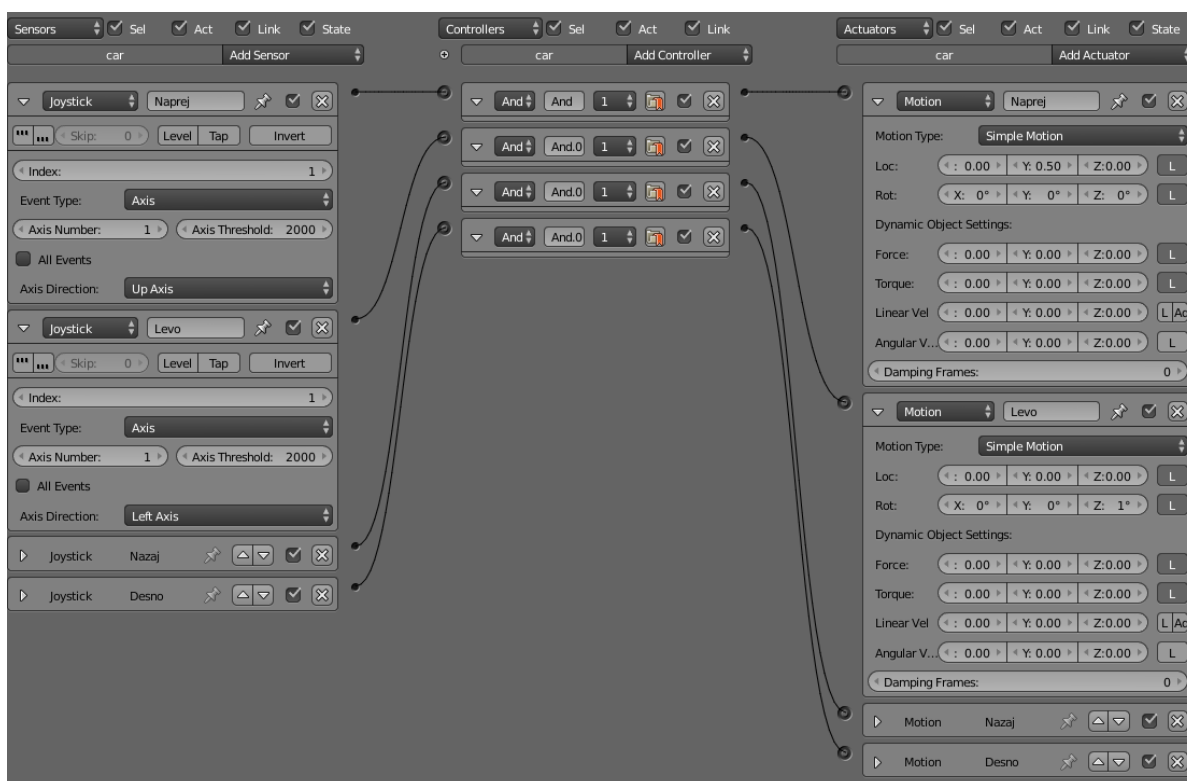 Sensors Sel Act Link State
car Add Sensor
Joystick Naprej
Skip: 0 Level Tap Invert
Index: 1
Event Type: Axis
Axis Number: 1 Axis Threshold: 2000
All Events
Axis Direction: Up Axis
Joystick Levo
Skip: 0 Level Tap Invert
Index: 1
Event Type: Axis
Axis Number: 1 Axis Threshold: 2000
All Events
Axis Direction: Left Axis
Joystick Nazaj
Joystick Desno
Controllers Sel Act Link
car Add Controller
And And 1
And And.0 1
And And.0 1
And And.0 1
Actuators Sel Act Link State
car Add Actuator
Motion Naprej
Motion Type: Simple Motion
Loc: : 0.00 Y: 0.50 Z:0.00 L
Rot: X: 0° Y: 0° Z: 0° L
Dynamic Object Settings:
Force: : 0.00 Y: 0.00 Z:0.00 L
Torque: : 0.00 Y: 0.00 Z:0.00 L
Linear Vel : 0.00 Y: 0.00 Z:0.00 L Ad
Angular V... : 0.00 Y: 0.00 Z:0.00 L
Damping Frames: 0
Motion Levo
Motion Type: Simple Motion
Loc: : 0.00 Y: 0.00 Z:0.00 L
Rot: X: 0° Y: 0° Z: 1° L
Dynamic Object Settings:
Force: : 0.00 Y: 0.00 Z:0.00 L
Torque: : 0.00 Y: 0.00 Z:0.00 L
Linear Vel : 0.00 Y: 0.00 Z:0.00 L Ad
Angular V... : 0.00 Y: 0.00 Z:0.00 L
Damping Frames: 0
Motion Nazaj
Motion Desno